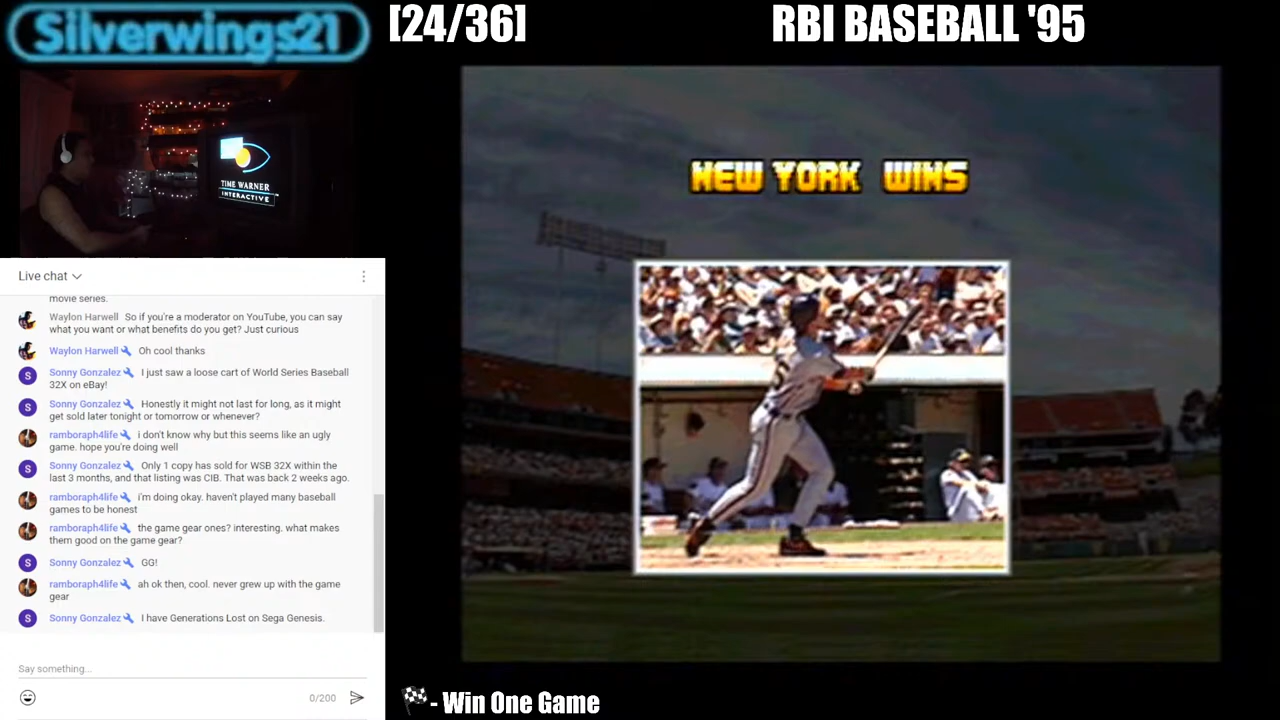 Silverwings21
[24/36]
RBI BASEBALL '95
TIME WARNER
INTERACTIVE
NEW YORK WINS
Live chat
movie series.
Waylon Harwell So if you're a moderator on YouTube, you can say
what you want or what benefits do you get? Just curious
Waylon Harwell Oh cool thanks
Sonny Gonzalez I just saw a loose cart of World Series Baseball
32X on eBay!
Sonny Gonzalez Honestly it might not last for long, as it might
get sold later tonight or tomorrow or whenever?
ramboraph4life i don't know why but this seems like an ugly
game. hope you're doing well
Sonny Gonzalez Only 1 copy has sold for WSB 32X within the
last 3 months, and that listing was CIB. That was back 2 weeks ago.
ramboraph4life i'm doing okay. haven't played many baseball
games to be honest
ramboraph4life the game gear ones? interesting. what makes
them good on the game gear?
Sonny Gonzalez GG!
ramboraph4life ah ok then, cool. never grew up with the game
gear
S
S
S
S
S
Sonny Gonzalez I have Generations Lost on Sega Genesis.
Say something...
0/200
- Win One Game